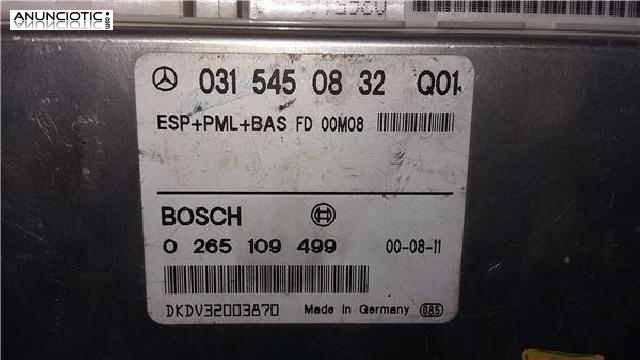 ANUNCIOTIC.com
031 545 08 32 Q01
ESP+PML+BAS FD 00M08
BOSCH
0 265 109 499 00-08-11
DKDV32003870 Made in Germany 085